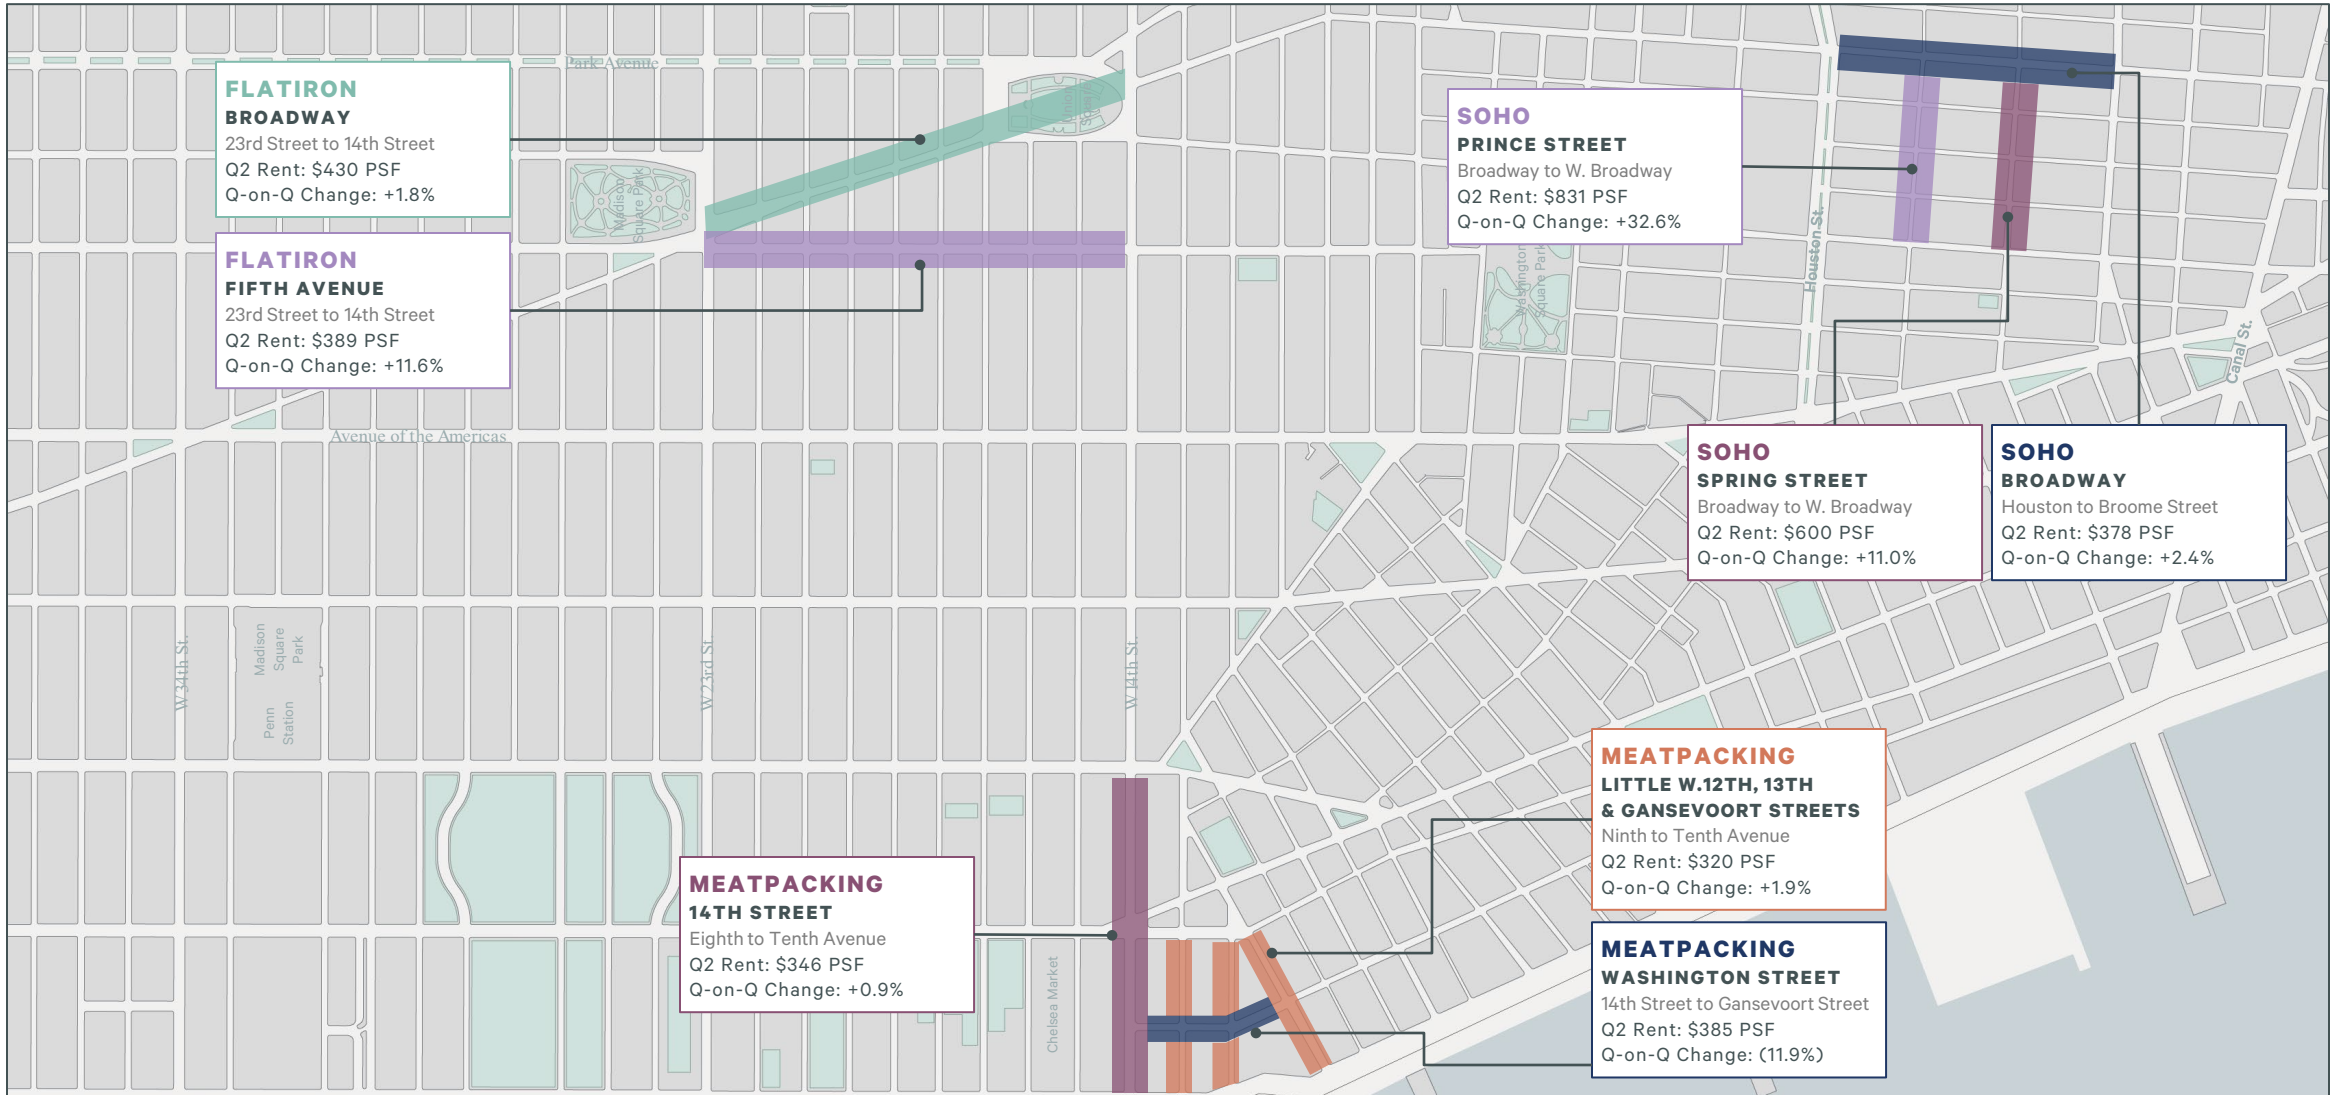 Park Avenue
FLATIRON
BROADWAY
23rd Street to 14th Street
Q2 Rent: $430 PSF
Q-on-Q Change: +1.8%
FLATIRON
FIFTH AVENUE
23rd Street to 14th Street
Q2 Rent: $389 PSF
Q-on-Q Change: +11.6%
Madison
Square Park
Union
Square
SOHO
PRINCE STREET
Broadway to W. Broadway
Q2 Rent: $831 PSF
Q-on-Q Change: +32.6%
Washington
Square Park
Houston St.
Canal St.
Avenue of the Americas
SOHO
SPRING STREET
Broadway to W. Broadway
Q2 Rent: $600 PSF
Q-on-Q Change: +11.0%
SOHO
BROADWAY
Houston to Broome Street
Q2 Rent: $378 PSF
Q-on-Q Change: +2.4%
W 34th St.
Madison
Square
Park
Penn
Station
W 23rd St.
W 14th St.
MEATPACKING
LITTLE W.12TH, 13TH
& GANSEVOORT STREETS
Ninth to Tenth Avenue
Q2 Rent: $320 PSF
Q-on-Q Change: +1.9%
MEATPACKING
14TH STREET
Eighth to Tenth Avenue
Q2 Rent: $346 PSF
Q-on-Q Change: +0.9%
Chelsea Market
MEATPACKING
WASHINGTON STREET
14th Street to Gansevoort Street
Q2 Rent: $385 PSF
Q-on-Q Change: (11.9%)